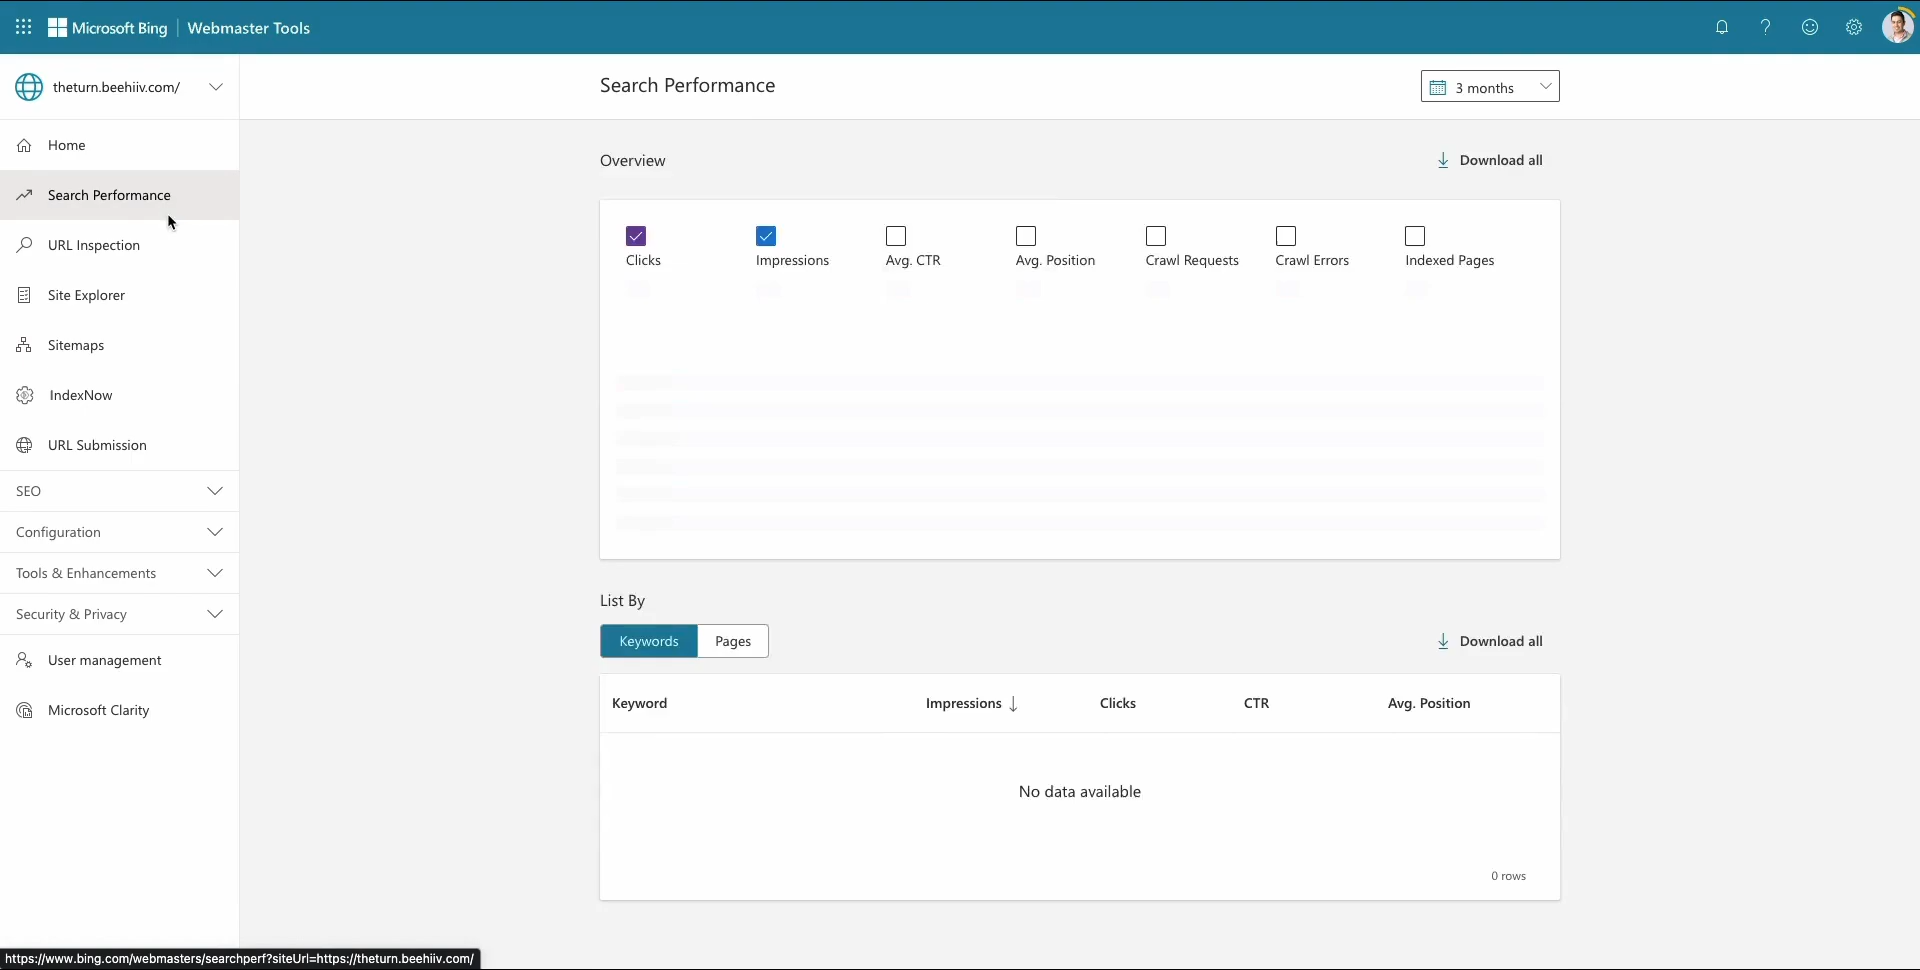 Microsoft Bing | Webmaster Tools
theturn.beehiiv.com/
Home
Search Performance
URL Inspection
Site Explorer
Sitemaps
IndexNow
URL Submission
SEO
Configuration
Tools & Enhancements
Security & Privacy
User management
Microsoft Clarity
Search Performance
3 months
Overview
Download all
Clicks Impressions Avg. CTR Avg. Position Crawl Requests Crawl Errors Indexed Pages
List By
Keywords Pages
Download all
Keyword Impressions Clicks CTR Avg. Position
No data available
0 rows
https://www.bing.com/webmasters/searchperf?siteUrl=https://theturn.beehiiv.com/